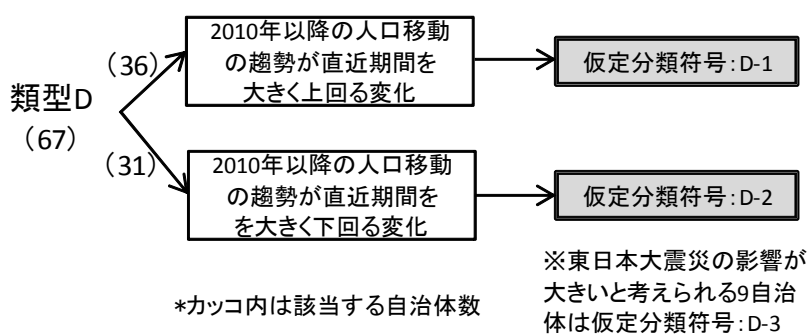 2010年以降の人口移動
の趨勢が直近期間を
大きく上回る変化
(36)
仮定分類符号:D-1
類型D
(67)
(31)
2010年以降の人口移動
の趨勢が直近期間を
を大きく下回る変化
仮定分類符号:D-2
*カッコ内は該当する自治体数
※東日本大震災の影響が
大きいと考えられる9自治
体は仮定分類符号:D-3